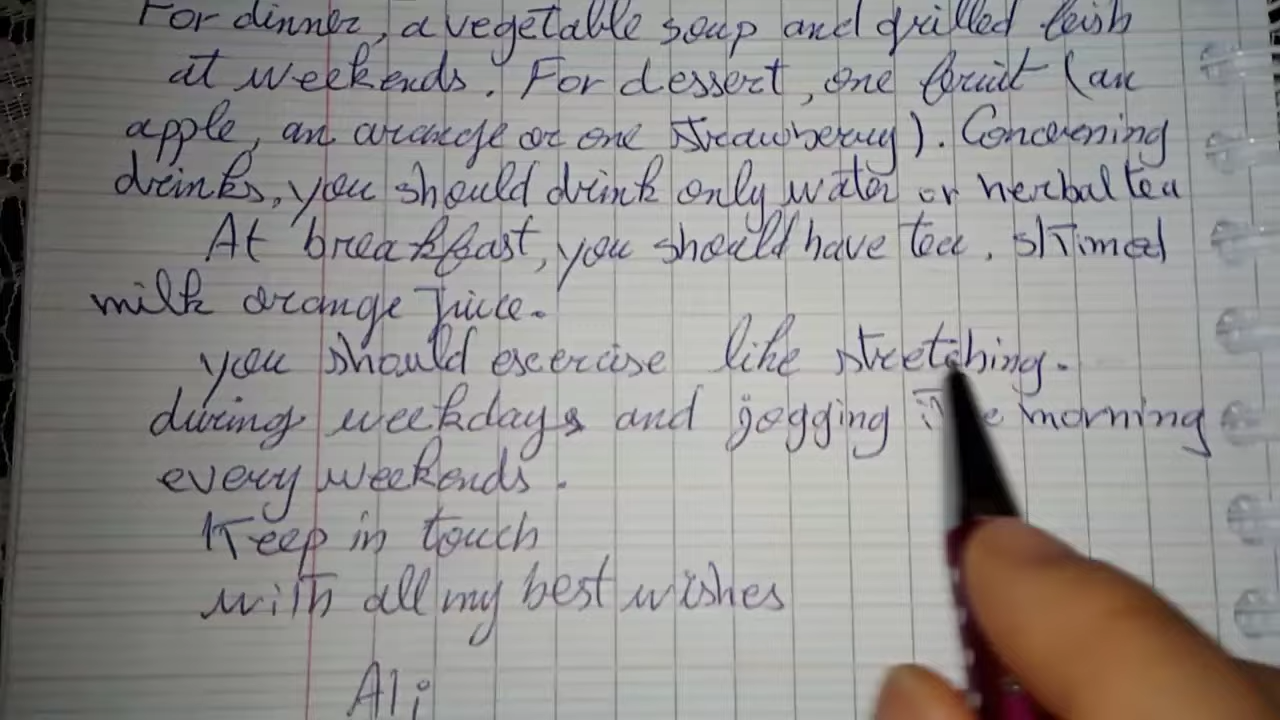 For dinner, a vegetable soup and grilled fish
at weekends. For dessert, one fruit (an
apple, an orange or one strawberry). Concerning
drinks, you should drink only water or herbal tea
At breakfast, you should have tea, skimed
milk orange Juice.
you should excercise like stretching.
during weekdays and jogging morning
every weekends.
Keep in touch
with all my best wishes
Ali